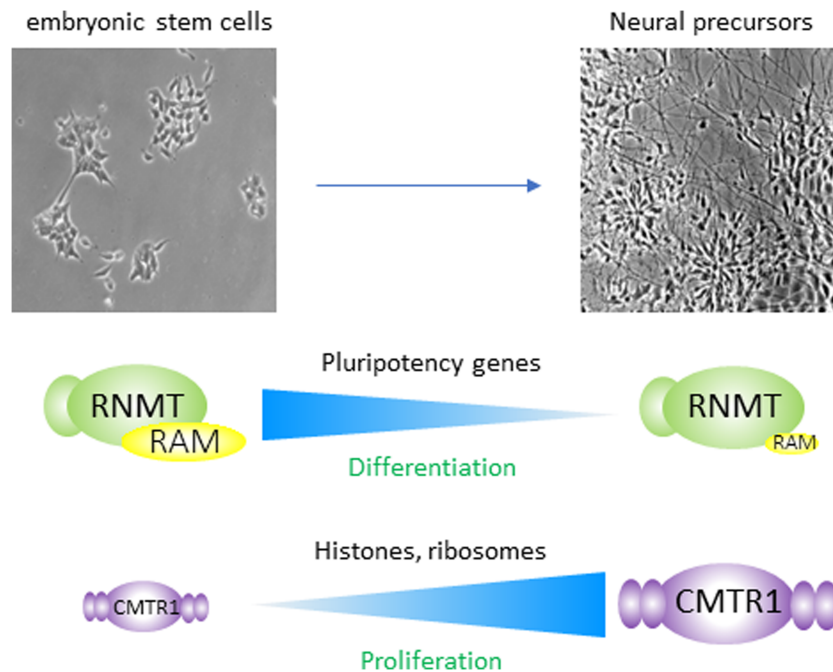 embryonic stem cells
Neural precursors
Pluripotency genes
RNMT
RAM
RNMT
RAM
Differentiation
Histones, ribosomes
CMTR1
CMTR1
Proliferation